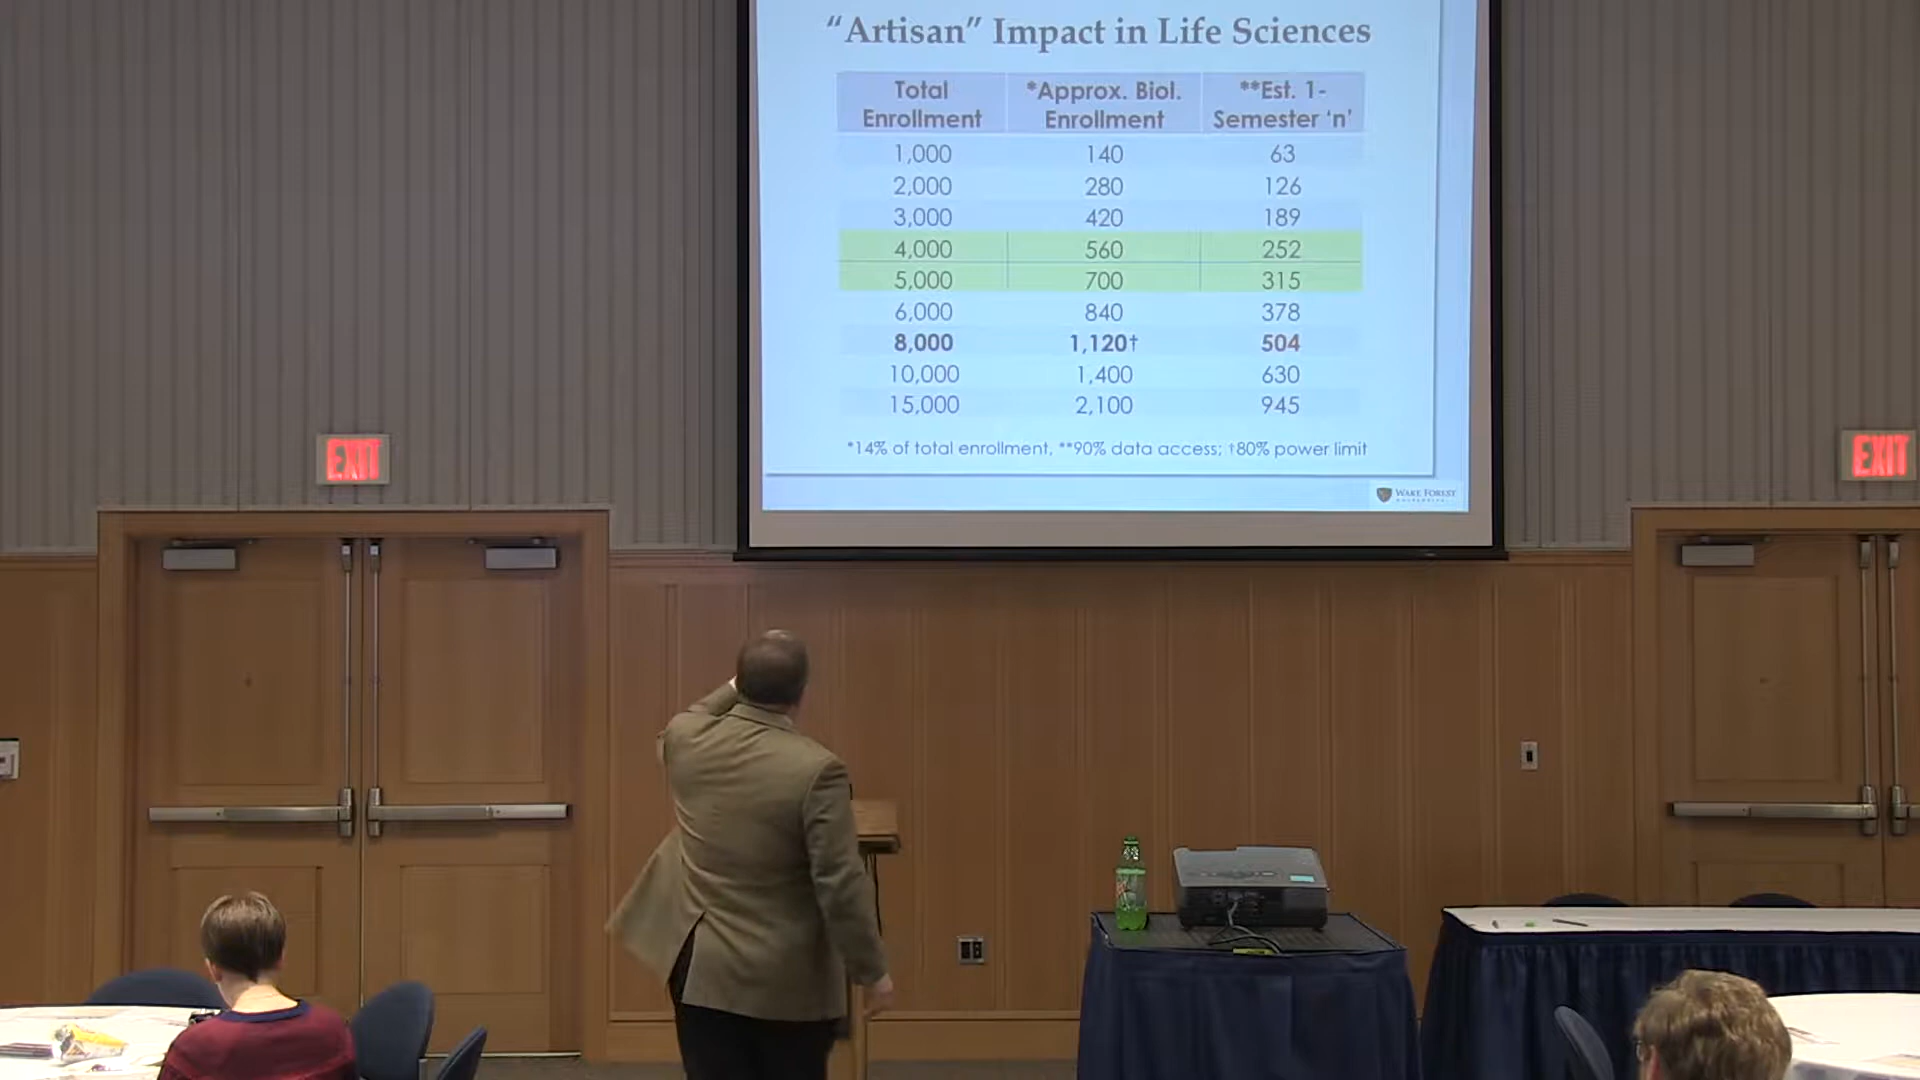 “Artisan” Impact in Life Sciences
Total Enrollment *Approx. Biol. Enrollment **Est. 1-Semester ‘n’
1,000 140 63
2,000 280 126
3,000 420 189
4,000 560 252
5,000 700 315
6,000 840 378
8,000 1,120† 504
10,000 1,400 630
15,000 2,100 945
*14% of total enrollment, **90% data access; †80% power limit
WAKE FOREST
EXIT
EXIT